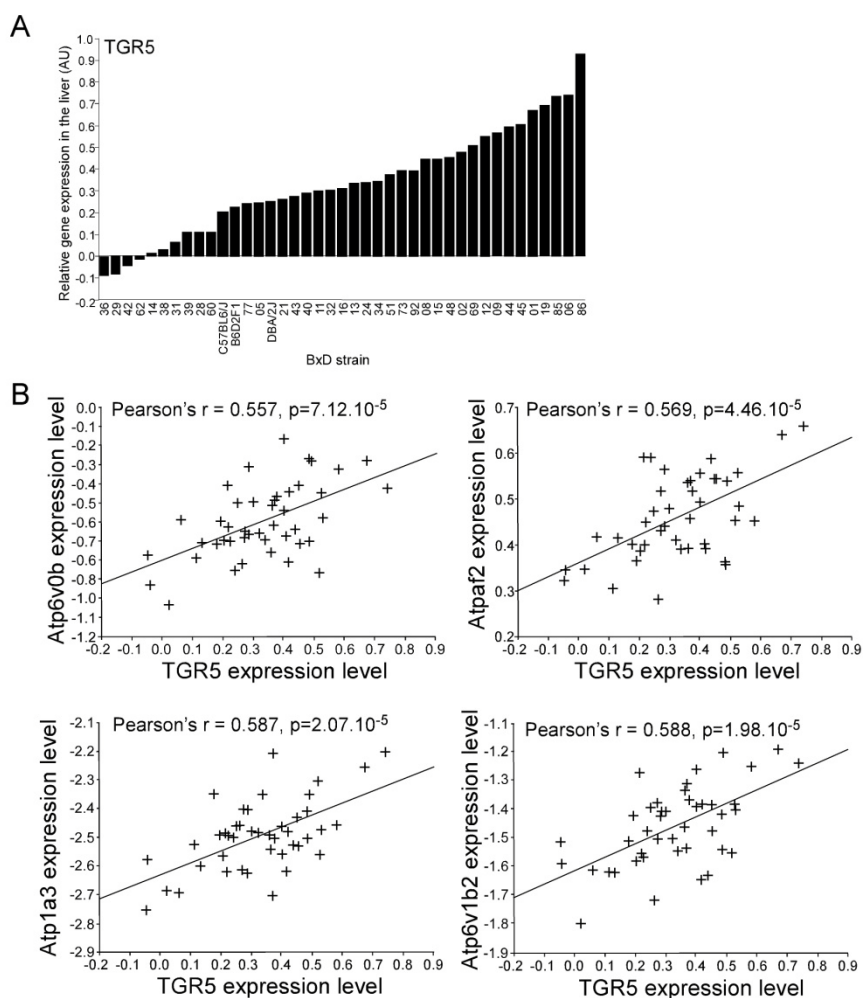 A
TGR5
Relative gene expression in the liver (AU)
1.0
0.9
0.8
0.7
0.6
0.5
0.4
0.3
0.2
0.1
0.0
-0.1
-0.2
36 29 42 62 14 38 31 39 28 60 C57BL6/J B6D2F1 77 05 DBA/2J 21 43 40 11 32 16 13 24 34 51 73 92 08 15 48 02 69 12 09 44 45 01 19 85 06 86
BxD strain
B
Pearson's r = 0.557, p=7.12.10-5
Atp6v0b expression level
0.0
-0.1
-0.3
-0.4
-0.5
-0.6
-0.6
-0.8
-1.0
-1.1
-1.2
-0.2 -0.1 0.0 0.1 0.2 0.3 0.4 0.5 0.6 0.7 0.8 0.9
TGR5 expression level
Pearson's r = 0.569, p=4.46.10-5
Atpaf2 expression level
0.7
0.6
0.5
0.4
0.3
0.2
-0.2 -0.1 0.0 0.1 0.2 0.3 0.4 0.5 0.6 0.7 0.8 0.9
TGR5 expression level
Pearson's r = 0.587, p=2.07.10-5
Atp1a3 expression level
-2.1
-2.2
-2.3
-2.4
-2.5
-2.6
-2.7
-2.8
-2.9
-0.2 -0.1 0.0 0.1 0.2 0.3 0.4 0.5 0.6 0.7 0.8 0.9
TGR5 expression level
Pearson's r = 0.588, p=1.98.10-5
Atp6v1b2 expression level
-1.1
-1.2
-1.3
-1.4
-1.5
-1.6
-1.7
-1.8
-1.9
-0.2 -0.1 0.0 0.1 0.2 0.3 0.4 0.5 0.6 0.7 0.8 0.9
TGR5 expression level